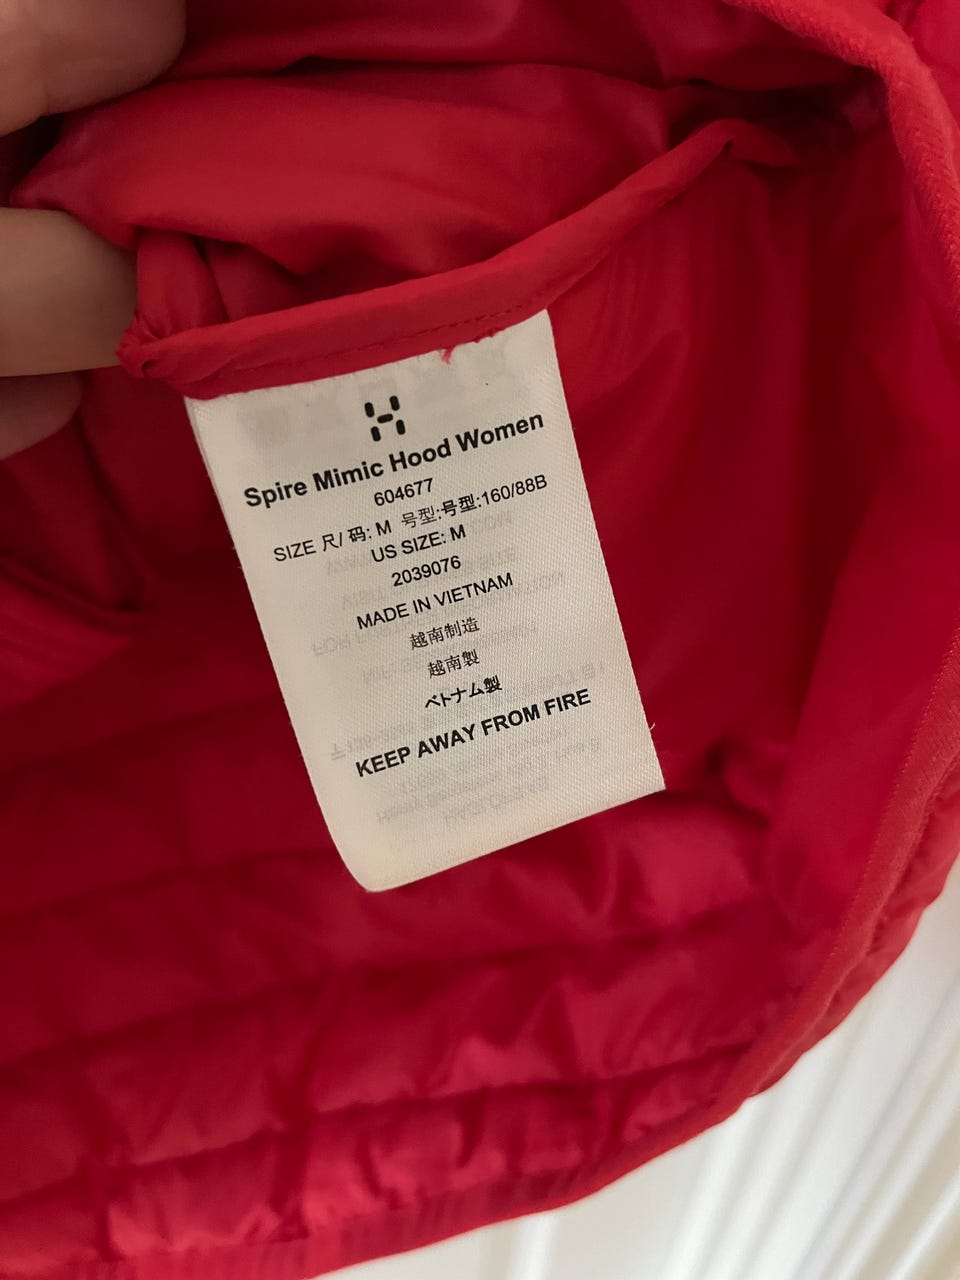 Spire Mimic Hood Women
604677
SIZE 尺/ 码: M 号型:号型:160/88B
US SIZE: M
2039076
MADE IN VIETNAM
越南制造
越南製
ベトナム製
KEEP AWAY FROM FIRE